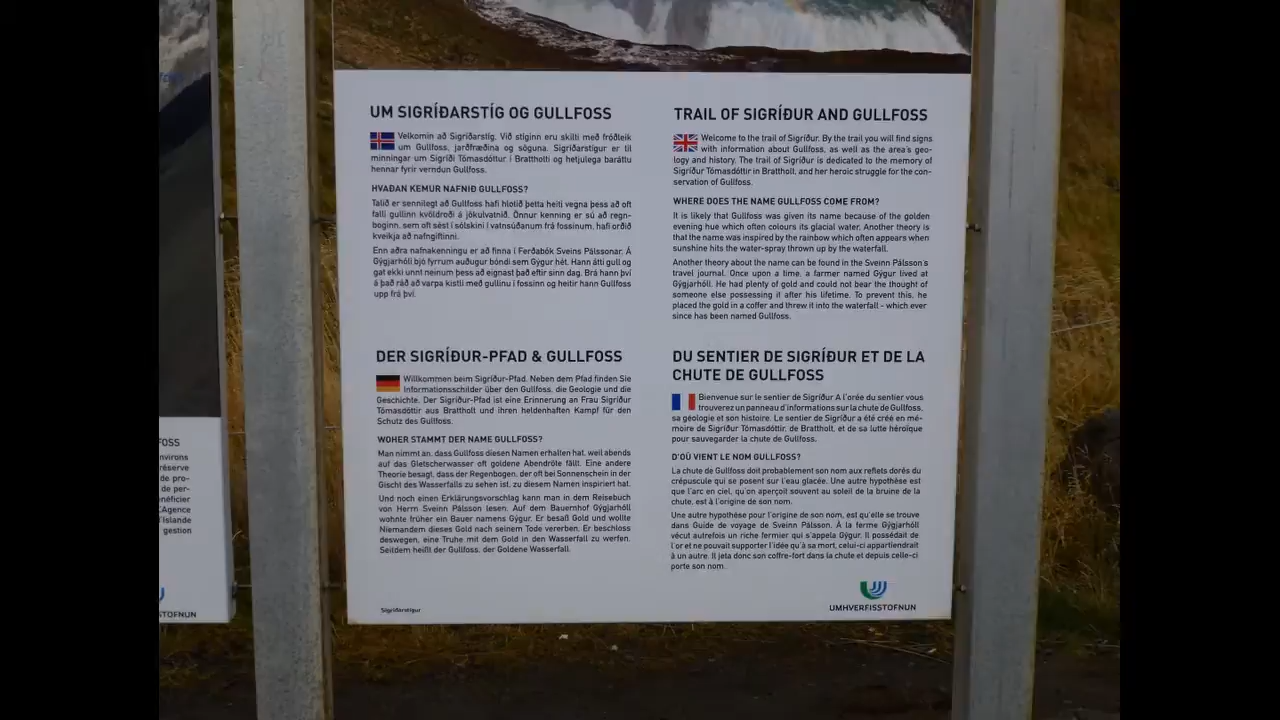 UM SIGRÍÐARSTÍG OG GULLFOSS
Velkomin að Sigríðarstíg. Við stíginn eru skilti með fróðleik
um Gullfoss, jarðfræðina og söguna. Sigríðarstígur er til
minningar um Sigríði Tómasdóttur í Brattholti og hetjulega baráttu
hennar fyrir verndun Gullfoss.
HVAÐAN KEMUR NAFNIÐ GULLFOSS?
Talið er sennilegt að Gullfoss hafi hlotið þetta heiti vegna þess að oft
falli gullinn kvöldroði á jökulvatnið. Önnur kenning er sú að regn-
boginn, sem oft sést í sólskini í vatnsúðanum frá fossinum, hafi orðið
kveikja að nafngiftinni.
Enn aðra nafnakenningu er að finna í Ferðabók Sveins Pálssonar. Á
Gýgjarhóli bjó fyrrum auðugur bóndi sem Gýgur hét. Hann átti gull og
gat ekki unnt neinum þess að eignast það eftir sinn dag. Brá hann því
á það ráð að varpa kistli með gullinu í fossinn og heitir hann Gullfoss
upp frá því.
TRAIL OF SIGRÍÐUR AND GULLFOSS
Welcome to the trail of Sigríður. By the trail you will find signs
with information about Gullfoss, as well as the area's geo-
logy and history. The trail of Sigríður is dedicated to the memory of
Sigríður Tómasdóttir in Brattholt, and her heroic struggle for the con-
servation of Gullfoss.
WHERE DOES THE NAME GULLFOSS COME FROM?
It is likely that Gullfoss was given its name because of the golden
evening hue which often colours its glacial water. Another theory is
that the name was inspired by the rainbow which often appears when
sunshine hits the water-spray thrown up by the waterfall.
Another theory about the name can be found in the Sveinn Pálsson's
travel journal. Once upon a time, a farmer named Gýgur lived at
Gýgjarhóll. He had plenty of gold and could not bear the thought of
someone else possessing it after his lifetime. To prevent this, he
placed the gold in a coffer and threw it into the waterfall - which ever
since has been named Gullfoss.
DER SIGRÍÐUR-PFAD & GULLFOSS
Willkommen beim Sigríður-Pfad. Neben dem Pfad finden Sie
Informationsschilder über den Gullfoss, die Geologie und die
Geschichte. Der Sigríður-Pfad ist eine Erinnerung an Frau Sigríður
Tómasdóttir aus Brattholt und ihren heldenhaften Kampf für den
Schutz des Gullfoss.
WOHER STAMMT DER NAME GULLFOSS?
Man nimmt an, dass Gullfoss diesen Namen erhalten hat, weil abends
auf das Gletscherwasser oft goldene Abendröte fällt. Eine andere
Theorie besagt, dass der Regenbogen, der oft bei Sonnenschein in der
Gischt des Wasserfalls zu sehen ist, zu diesem Namen inspiriert hat.
Und noch einen Erklärungsvorschlag kann man in dem Reisebuch
von Herrn Sveinn Pálsson lesen. Auf dem Bauernhof Gýgjarhóll
wohnte früher ein Bauer namens Gýgur. Er besaß Gold und wollte
Niemandem dieses Gold nach seinem Tode vererben. Er beschloss
deswegen, eine Truhe mit dem Gold in den Wasserfall zu werfen.
Seitdem heißt der Gullfoss, der Goldene Wasserfall.
DU SENTIER DE SIGRÍÐUR ET DE LA
CHUTE DE GULLFOSS
Bienvenue sur le sentier de Sigríður A l'orée du sentier vous
trouverez un panneau d'informations sur la chute de Gullfoss,
sa géologie et son histoire. Le sentier de Sigríður a été créé en mé-
moire de Sigríður Tómasdóttir, de Brattholt, et de sa lutte héroïque
pour sauvegarder la chute de Gullfoss.
D'OÙ VIENT LE NOM GULLFOSS?
La chute de Gullfoss doit probablement son nom aux reflets dorés du
crépuscule qui se posent sur l'eau glacée. Une autre hypothèse est
que l'arc en ciel, qu'on aperçoit souvent au soleil de la bruine de la
chute, est à l'origine de son nom.
Une autre hypothèse pour l'origine de son nom, est qu'elle se trouve
dans Guide de voyage de Sveinn Pálsson. À la ferme Gýgjarhóll
vécut autrefois un riche fermier qui s'appela Gýgur. Il possédait de
l'or et ne pouvait supporter l'idée qu'à sa mort, celui-ci appartiendrait
à un autre. Il jeta donc son coffre-fort dans la chute et depuis celle-ci
porte son nom.
Sigríðarstígur
UMHVERFISSTOFNUN
FOSS
nvirons
réserve
de pro-
de per-
néficier
l'Agence
l'Islande
gestion
STOFNUN